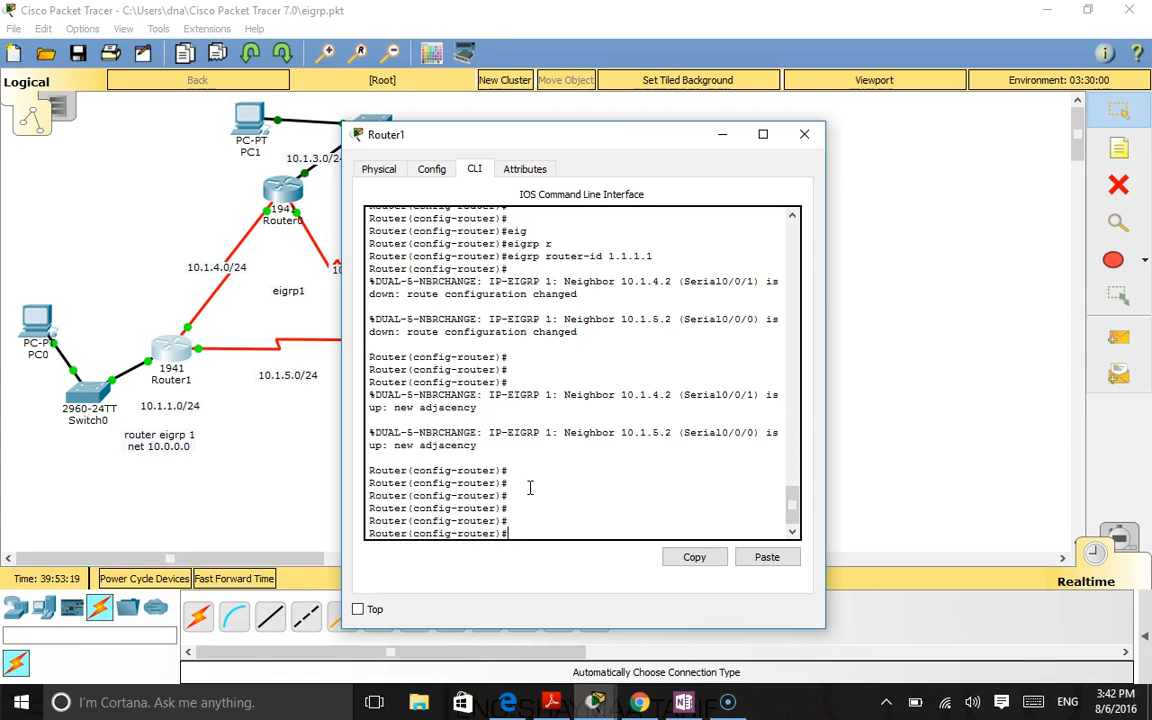 Cisco Packet Tracer - C:\Users\dna\Cisco Packet Tracer 7.0\eigrp.pkt
File Edit Options View Tools Extensions Help
Logical
Back
[Root]
New Cluster
Move Object
Set Tiled Background
Viewport
Environment: 03:30:00
PC-PT
PC1
10.1.3.0/
1941
Router0
10.1.4.0/24
10
eigrp1
PC-PT
PC0
1941
Router1
10.1.5.0/24
2960-24TT
Switch0
10.1.1.0/24
router eigrp 1
net 10.0.0.0
Router1
Physical Config CLI Attributes
IOS Command Line Interface
Router(config-router)#
Router(config-router)#
Router(config-router)#eig
Router(config-router)#eigrp r
Router(config-router)#eigrp router-id 1.1.1.1
Router(config-router)#
%DUAL-5-NBRCHANGE: IP-EIGRP 1: Neighbor 10.1.4.2 (Serial0/0/1) is
down: route configuration changed
%DUAL-5-NBRCHANGE: IP-EIGRP 1: Neighbor 10.1.5.2 (Serial0/0/0) is
down: route configuration changed
Router(config-router)#
Router(config-router)#
Router(config-router)#
%DUAL-5-NBRCHANGE: IP-EIGRP 1: Neighbor 10.1.4.2 (Serial0/0/1) is
up: new adjacency
%DUAL-5-NBRCHANGE: IP-EIGRP 1: Neighbor 10.1.5.2 (Serial0/0/0) is
up: new adjacency
Router(config-router)#
Router(config-router)#
Router(config-router)#
Router(config-router)#
Router(config-router)#
Router(config-router)#
Copy
Paste
Top
Time: 39:53:19
Power Cycle Devices
Fast Forward Time
Realtime
Automatically Choose Connection Type
I'm Cortana. Ask me anything.
ENG
3:42 PM
8/6/2016